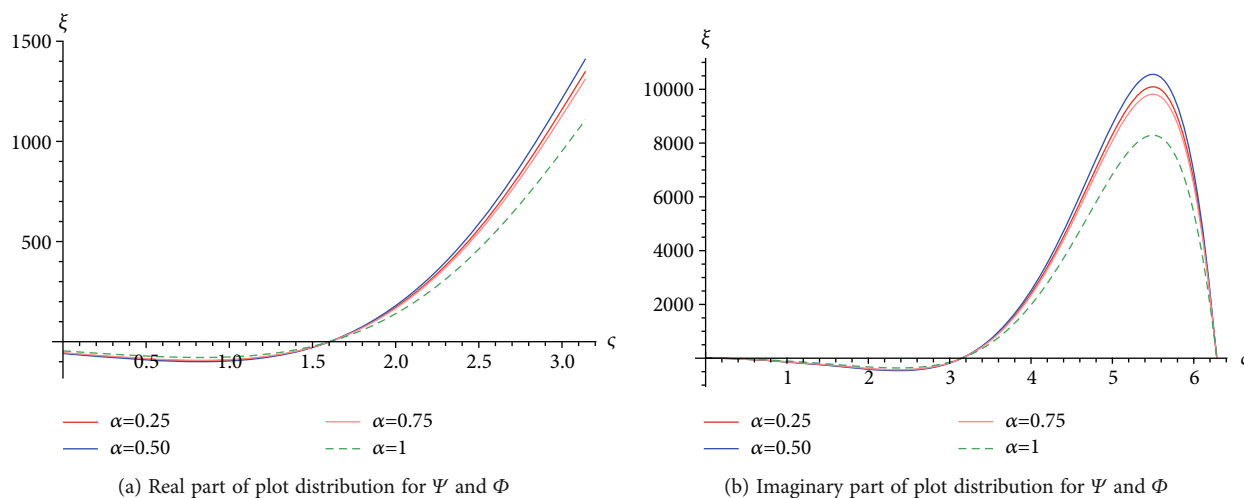 ξ
1500
1000
500
0.5 1.0 1.5 2.0 2.5 3.0
ς
α=0.25 α=0.75
α=0.50 α=1
(a) Real part of plot distribution for Ψ and Φ
ξ
10000
8000
6000
4000
2000
1 2 3 4 5 6
α=0.25 α=0.75
α=0.50 α=1
(b) Imaginary part of plot distribution for Ψ and Φ